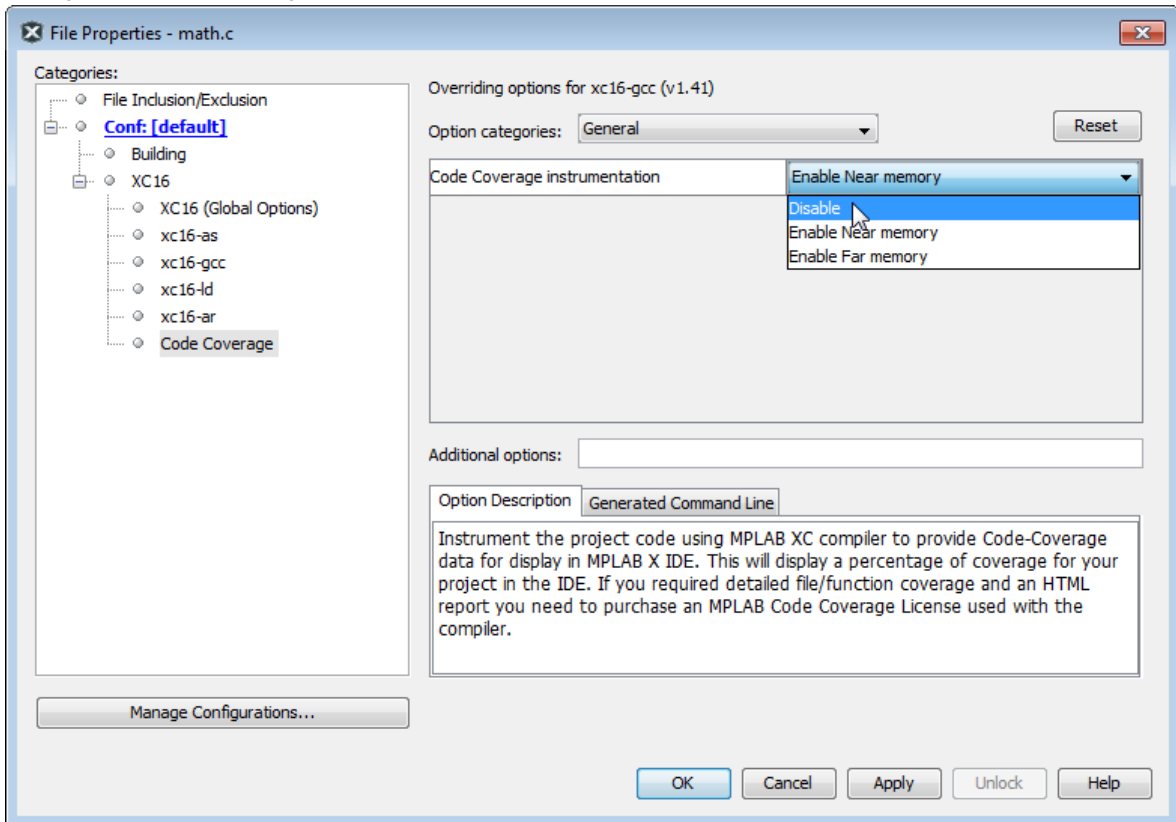 File Properties - math.c
Categories:
File Inclusion/Exclusion
Conf: [default]
Building
XC16
XC16 (Global Options)
xc16-as
xc16-gcc
xc16-ld
xc16-ar
Code Coverage
Manage Configurations...
Overriding options for xc16-gcc (v1.41)
Option categories: General Reset
Code Coverage instrumentation Enable Near memory
Disable
Enable Near memory
Enable Far memory
Additional options:
Option Description Generated Command Line
Instrument the project code using MPLAB XC compiler to provide Code-Coverage
data for display in MPLAB X IDE. This will display a percentage of coverage for your
project in the IDE. If you required detailed file/function coverage and an HTML
report you need to purchase an MPLAB Code Coverage License used with the
compiler.
OK Cancel Apply Unlock Help